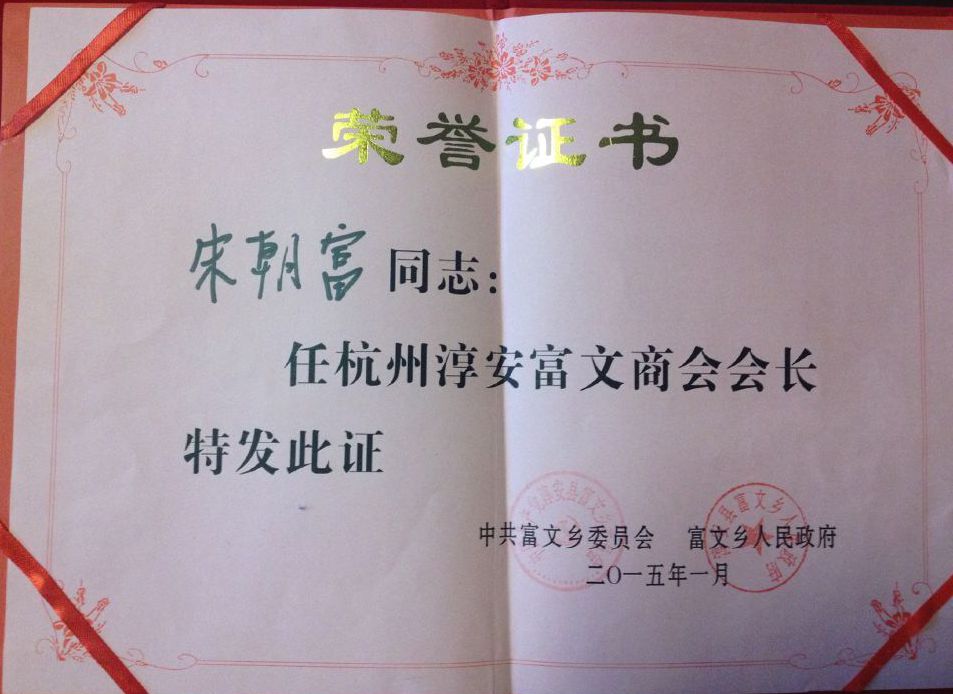 荣誉证书
宋朝富同志：
任杭州淳安富文商会会长
特发此证
中共富文乡委员会 富文乡人民政府
二〇一五年一月